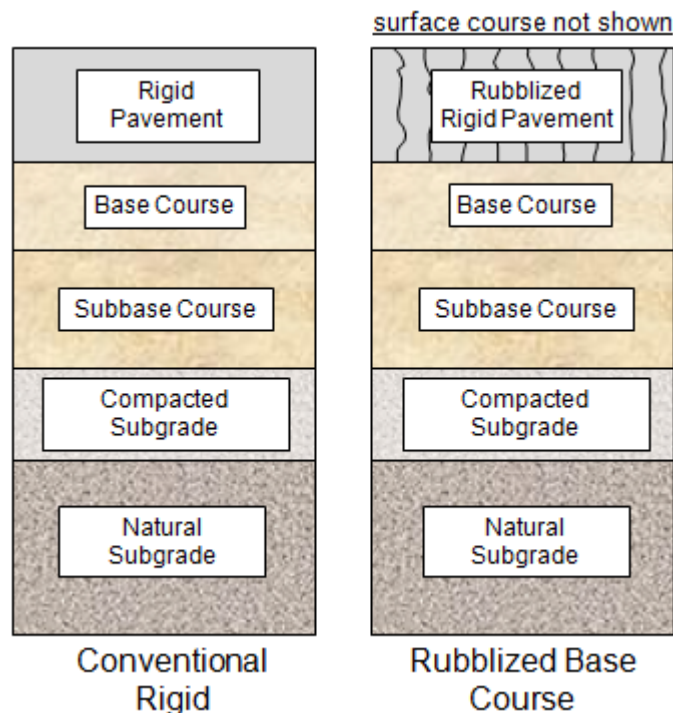 surface course not shown
Rigid
Pavement
Base Course
Subbase Course
Compacted
Subgrade
Natural
Subgrade
Conventional
Rigid
Rubblized
Rigid Pavement
Base Course
Subbase Course
Compacted
Subgrade
Natural
Subgrade
Rubblized Base
Course